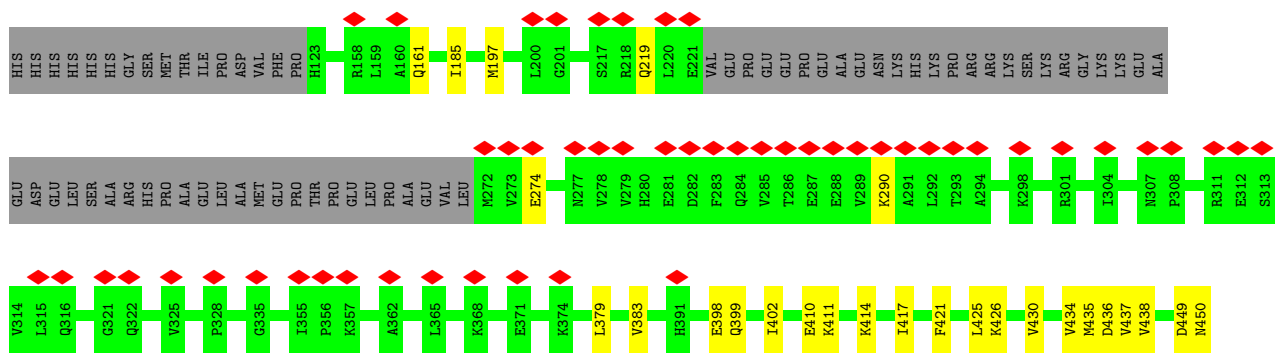 HIS HIS HIS HIS HIS HIS GLY SER MET THR ILE PRO ASP VAL PHE PRO H123 R158 L159 A160 Q161 I185 M197 L200 G201 S217 R218 Q219 L220 E221 VAL GLU PRO GLU GLU PRO GLU ALA GLU ASN LYS HIS LYS PRO ARG ARG LYS SER LYS ARG GLY LYS LYS GLU ALA
GLU ASP GLU LEU SER ALA ARG HIS PRO ALA GLU LEU ALA MET GLU PRO THR PRO GLU LEU PRO ALA GLU VAL LEU M272 V273 E274 N277 V278 V279 H280 E281 D282 F283 Q284 V285 T286 E287 E288 V289 K290 A291 L292 T293 A294 K298 R301 I304 N307 P308 R311 E312 S313
V314 L315 Q316 G321 Q322 V325 P328 G335 I355 P356 K357 A362 L365 K368 E371 K374 L379 V383 H391 E398 Q399 I402 E410 K411 K414 I417 F421 L425 K426 V430 V434 M435 D436 V437 V438 D449 N450